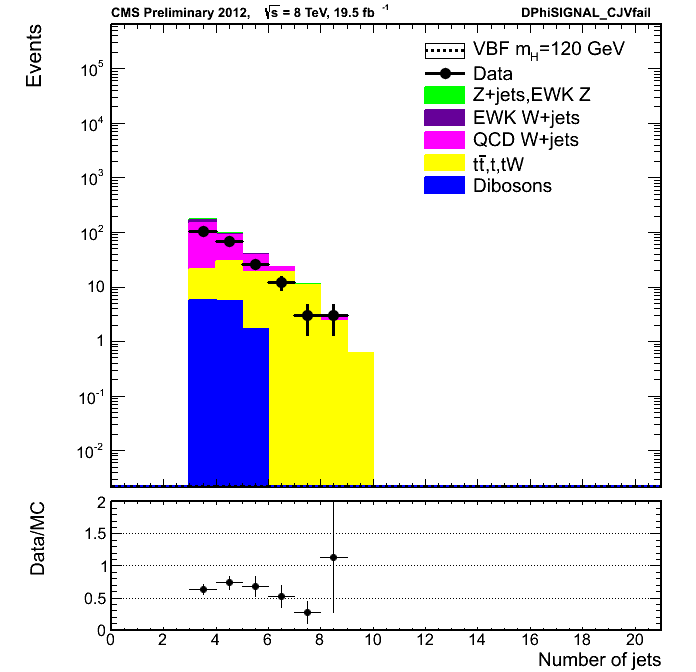 CMS Preliminary 2012, √s = 8 TeV, 19.5 fb⁻¹ DPhiSIGNAL_CJVfail
Events
VBF m_H=120 GeV
Data
Z+jets,EWK Z
EWK W+jets
QCD W+jets
tt̄,t,tW
Dibosons
10⁵
10⁴
10³
10²
10
1
10⁻¹
10⁻²
Data/MC
2
1.5
1
0.5
0
0 2 4 6 8 10 12 14 16 18 20
Number of jets